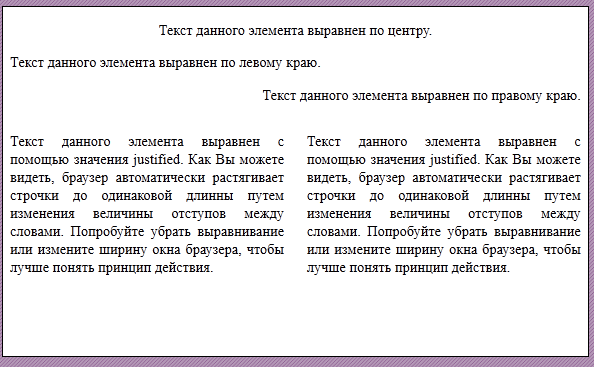 Текст данного элемента выравнен по центру.
Текст данного элемента выравнен по левому краю.
Текст данного элемента выравнен по правому краю.
Текст данного элемента выравнен с
помощью значения justified. Как Вы можете
видеть, браузер автоматически растягивает
строчки до одинаковой длинны путем
изменения величины отступов между
словами. Попробуйте убрать выравнивание
или измените ширину окна браузера, чтобы
лучше понять принцип действия.
Текст данного элемента выравнен с
помощью значения justified. Как Вы можете
видеть, браузер автоматически растягивает
строчки до одинаковой длинны путем
изменения величины отступов между
словами. Попробуйте убрать выравнивание
или измените ширину окна браузера, чтобы
лучше понять принцип действия.